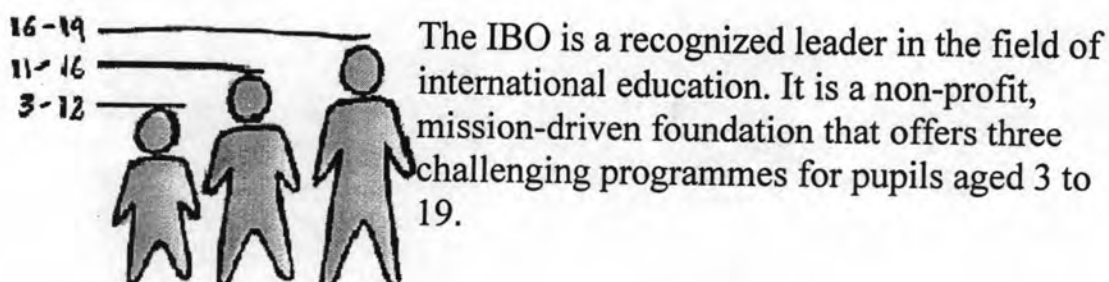 16-19
11-16
3-12
The IBO is a recognized leader in the field of
international education. It is a non-profit,
mission-driven foundation that offers three
challenging programmes for pupils aged 3 to
19.